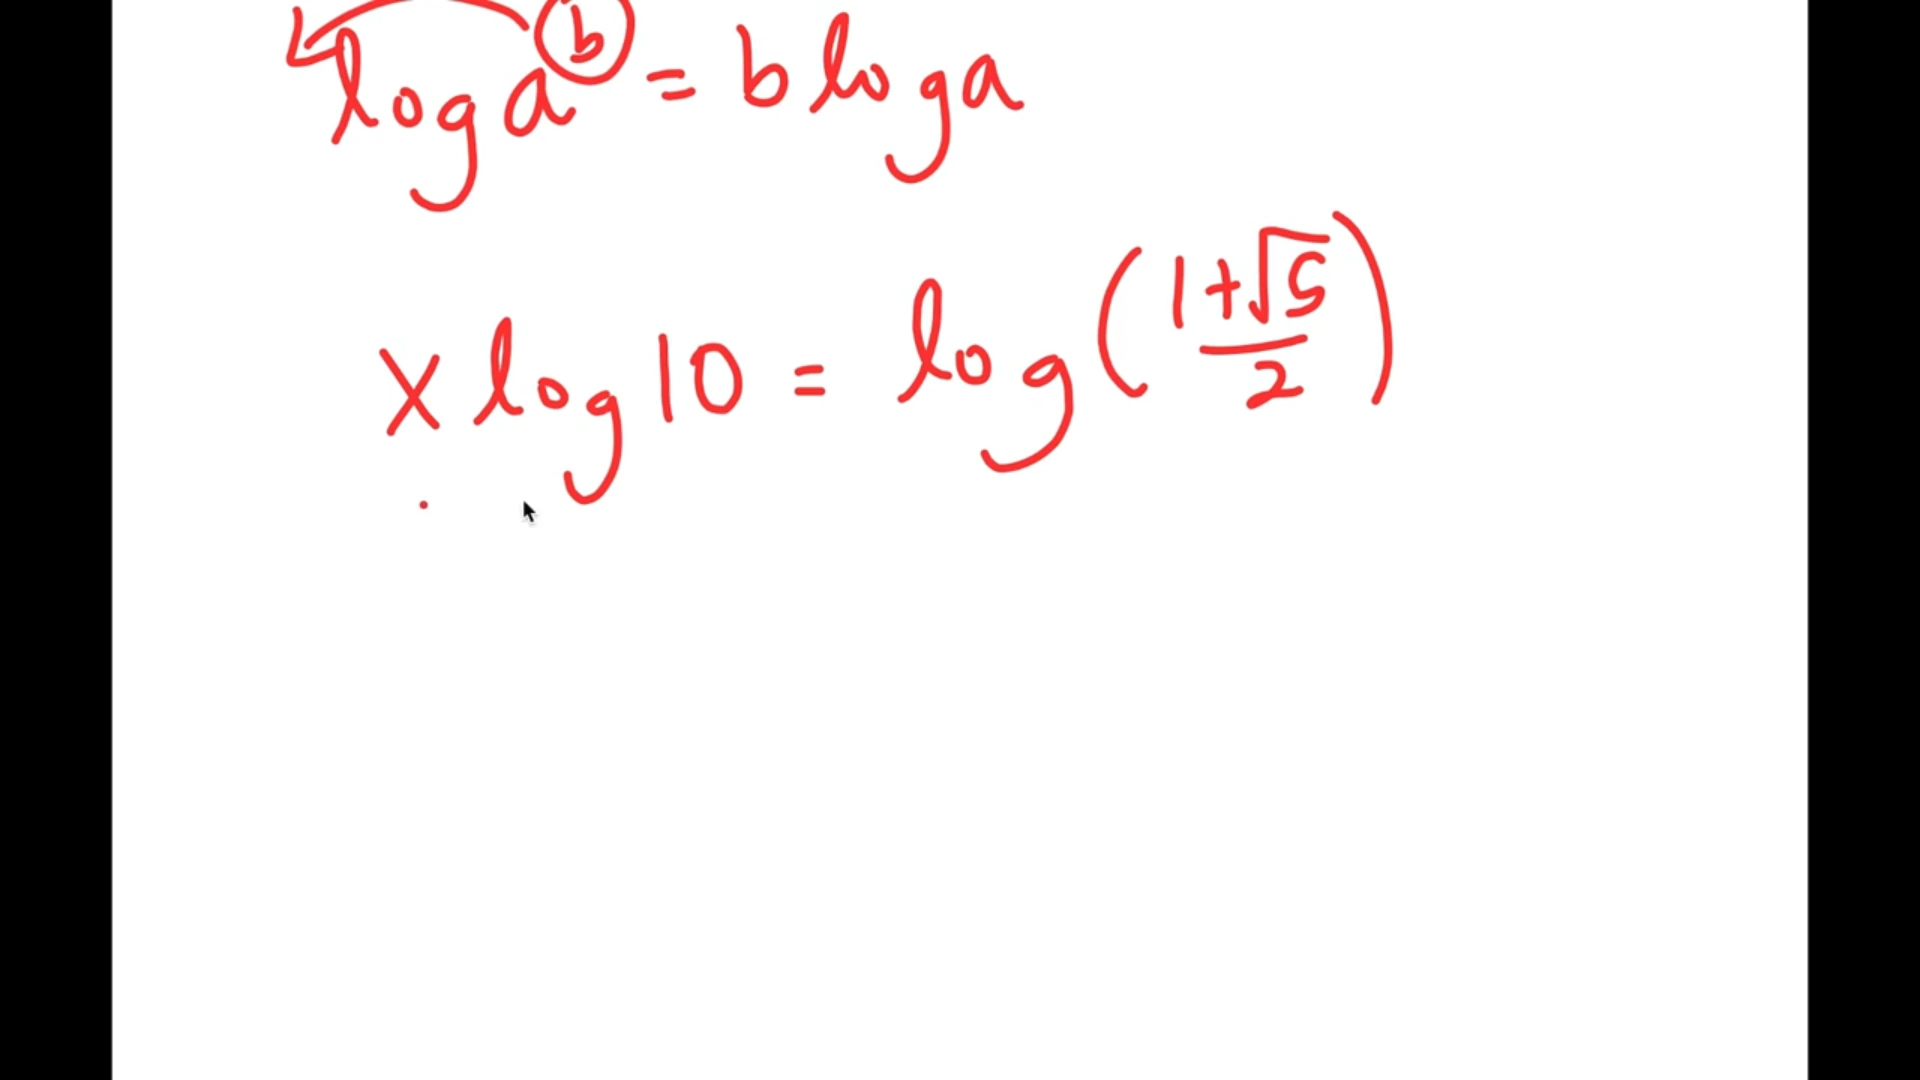 log a^b = b log a
x log 10 = log((1+√5)/2)